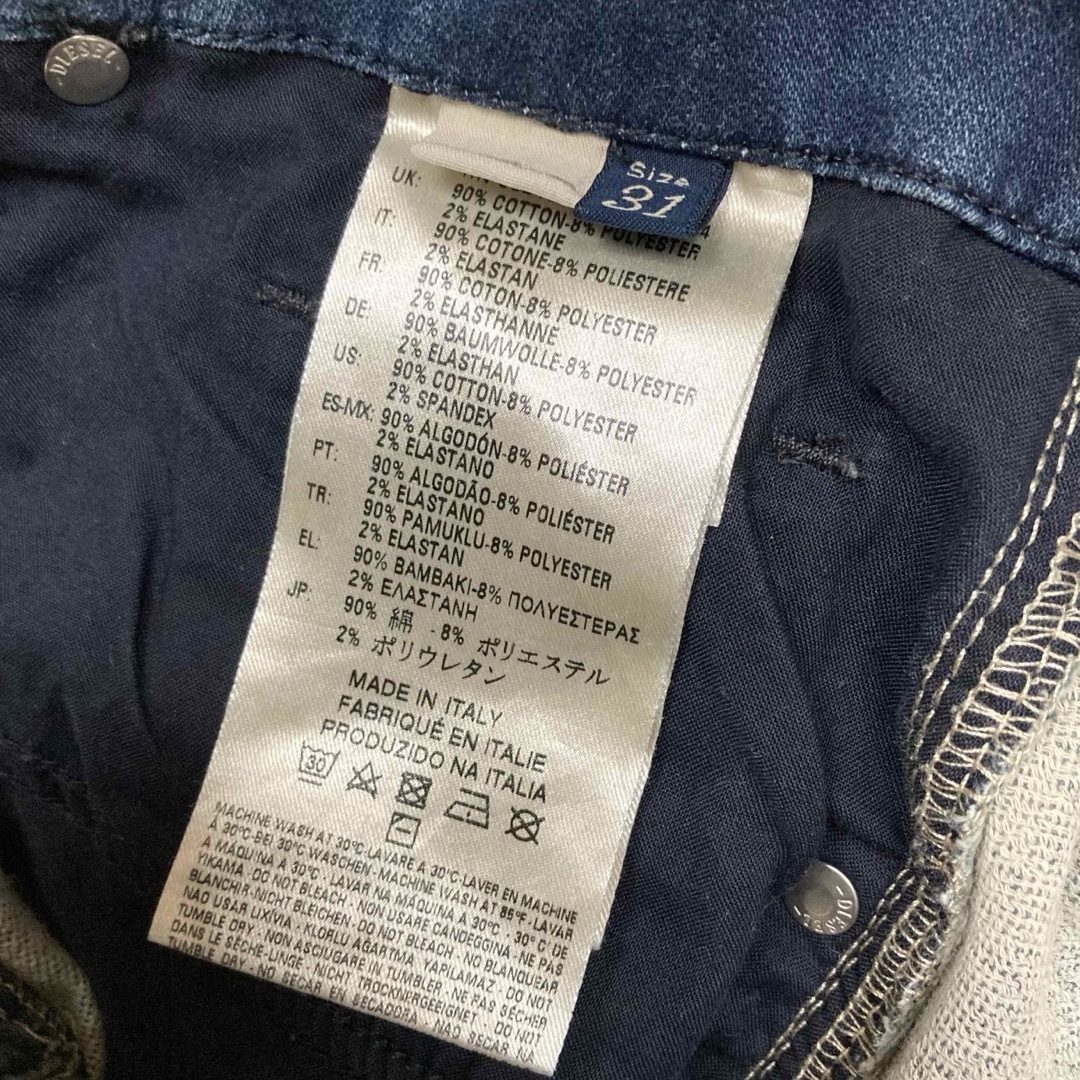 DIESEL
Size
31
UK: 90% COTTON-8% POLYESTER
2% ELASTANE
IT: 90% COTONE-8% POLIESTERE
2% ELASTAN
FR: 90% COTON-8% POLYESTER
2% ELASTHANNE
DE: 90% BAUMWOLLE-8% POLYESTER
2% ELASTHAN
US: 90% COTTON-8% POLYESTER
2% SPANDEX
ES-MX: 90% ALGODÓN-8% POLIÉSTER
2% ELASTANO
PT: 90% ALGODÃO-8% POLIÉSTER
2% ELASTANO
TR: 90% PAMUKLU-8% POLYESTER
2% ELASTAN
EL: 90% BAMBAKI-8% ΠΟΛΥΕΣΤΕΡΑΣ
2% ΕΛΑΣΤΑΝΗ
JP: 90% 綿 -8% ポリエステル
2% ポリウレタン
MADE IN ITALY
FABRIQUÉ EN ITALIE
PRODUZIDO NA ITALIA
30
MACHINE WASH AT 30°C-LAVARE A 30°C-LAVER EN MACHINE
À 30°C-BEI 30°C WASCHEN-MACHINE WASH AT 85°F-LAVAR
A MAQUINA A 30°C - LAVAR NA MÁQUINA A 30°C - 30°C DE
YIKAMA - DO NOT BLEACH - NON USARE CANDEGGINA - NE PAS
BLANCHIR-NICHT BLEICHEN. DO NOT BLEACH - NO BLANQUEAR
NAO USAR LIXIVIA - KLORLU AĞARTMA YAPILAMAZ - DO NOT
TUMBLE DRY - NON ASCIUGARE IN TUMBLER - NE PAS SÉCHER
DANS LE SÈCHE-LINGE - NICHT TROCKNERGEEIGNET - DO NOT
TUMBLE DRY - NO SECAR EN SECADORA - NAO SECAR NA
DIESEL